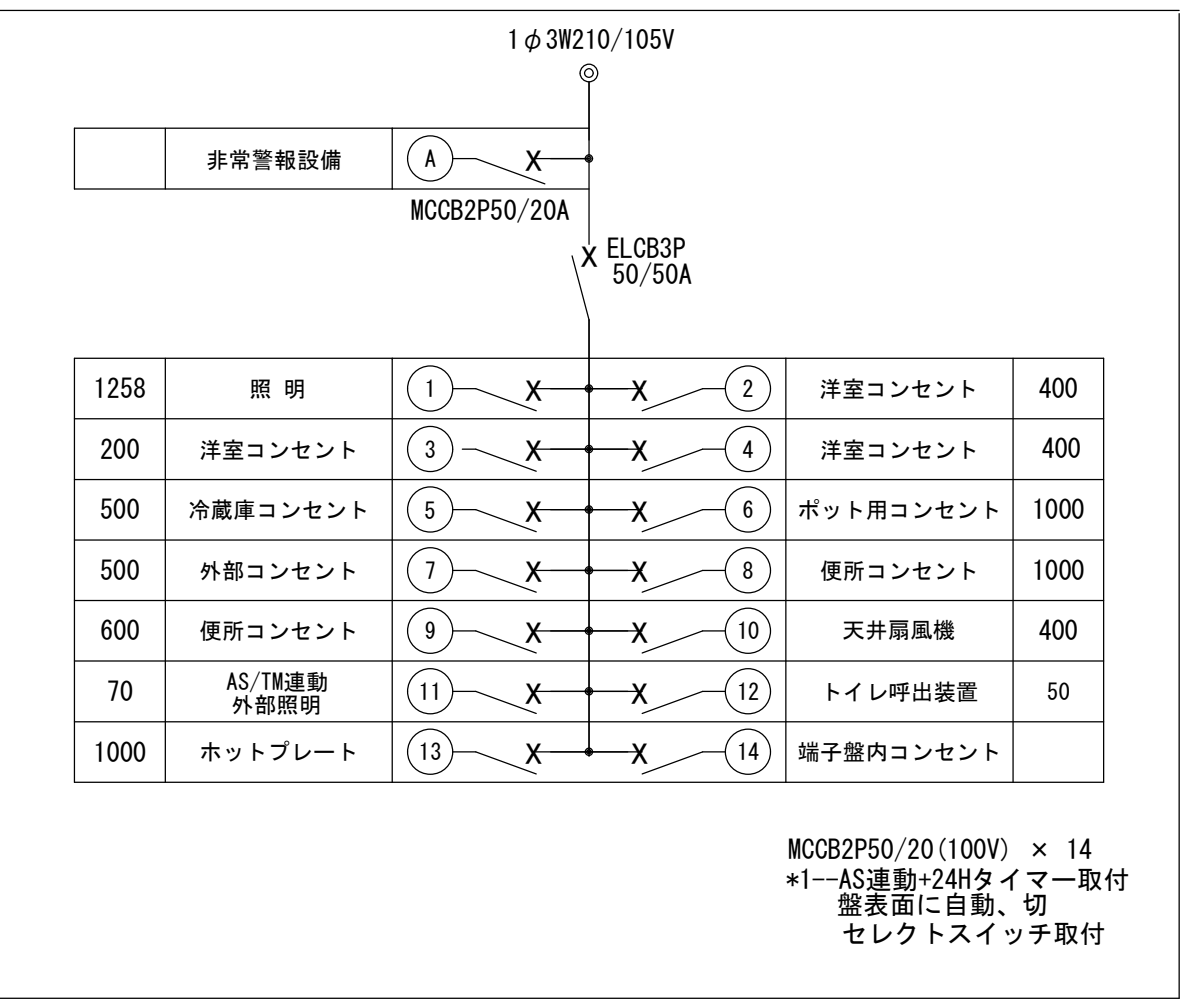 1φ3W210/105V
非常警報設備 A X
MCCB2P50/20A
X ELCB3P
50/50A
1258 照 明 1 X X 2 洋室コンセント 400
200 洋室コンセント 3 X X 4 洋室コンセント 400
500 冷蔵庫コンセント 5 X X 6 ポット用コンセント 1000
500 外部コンセント 7 X X 8 便所コンセント 1000
600 便所コンセント 9 X X 10 天井扇風機 400
70 AS/TM連動
外部照明 11 X X 12 トイレ呼出装置 50
1000 ホットプレート 13 X X 14 端子盤内コンセント
MCCB2P50/20(100V) × 14
*1--AS連動+24Hタイマー取付
盤表面に自動、切
セレクトスイッチ取付